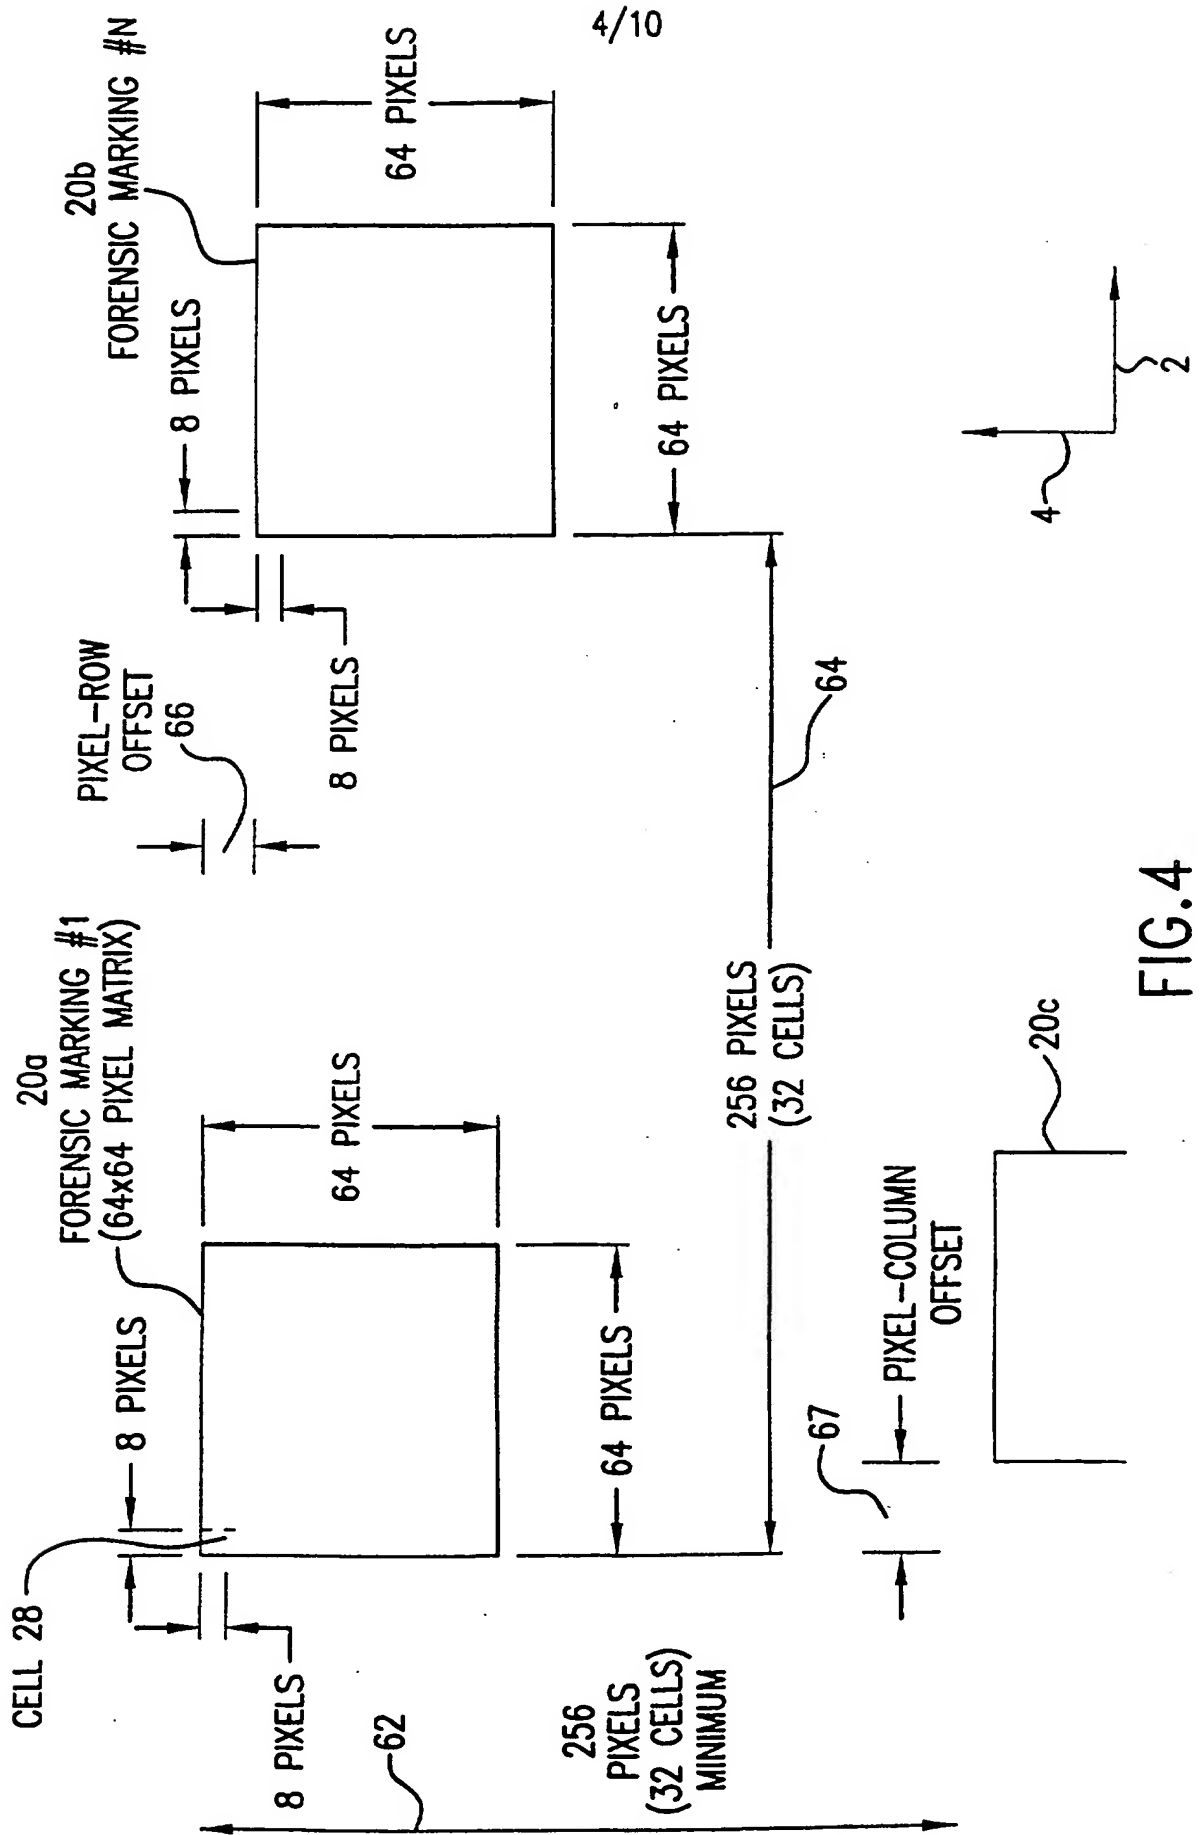 4/10
20a
FORENSIC MARKING #1
(64x64 PIXEL MATRIX)
20b
FORENSIC MARKING #N
CELL 28
8 PIXELS
8 PIXELS
64 PIXELS
64 PIXELS
PIXEL-ROW
OFFSET
66
8 PIXELS
8 PIXELS
64 PIXELS
64 PIXELS
62
256
PIXELS
(32 CELLS)
MINIMUM
256 PIXELS
(32 CELLS)
64
67
PIXEL-COLUMN
OFFSET
20c
4
2
FIG.4